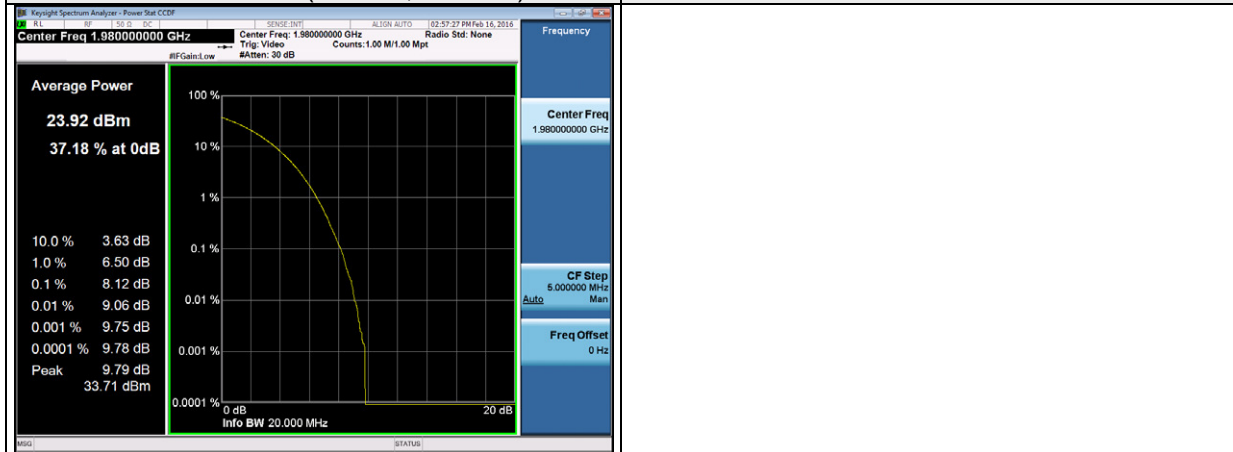 Keysight Spectrum Analyzer - Power Stat CCDF
RL RF 50 Ω DC SENSE:INT ALIGN AUTO 02:57:27 PM Feb 16, 2016
Center Freq 1.980000000 GHz
Center Freq: 1.980000000 GHz Radio Std: None
Trig: Video Counts:1.00 M/1.00 Mpt
#IFGain:Low #Atten: 30 dB
Frequency
Average Power
23.92 dBm
37.18 % at 0dB
10.0 % 3.63 dB
1.0 % 6.50 dB
0.1 % 8.12 dB
0.01 % 9.06 dB
0.001 % 9.75 dB
0.0001 % 9.78 dB
Peak 9.79 dB
33.71 dBm
100 %
10 %
1 %
0.1 %
0.01 %
0.001 %
0.0001 %
0 dB 20 dB
Info BW 20.000 MHz
Center Freq
1.980000000 GHz
CF Step
5.000000 MHz
Auto Man
Freq Offset
0 Hz
MSG STATUS